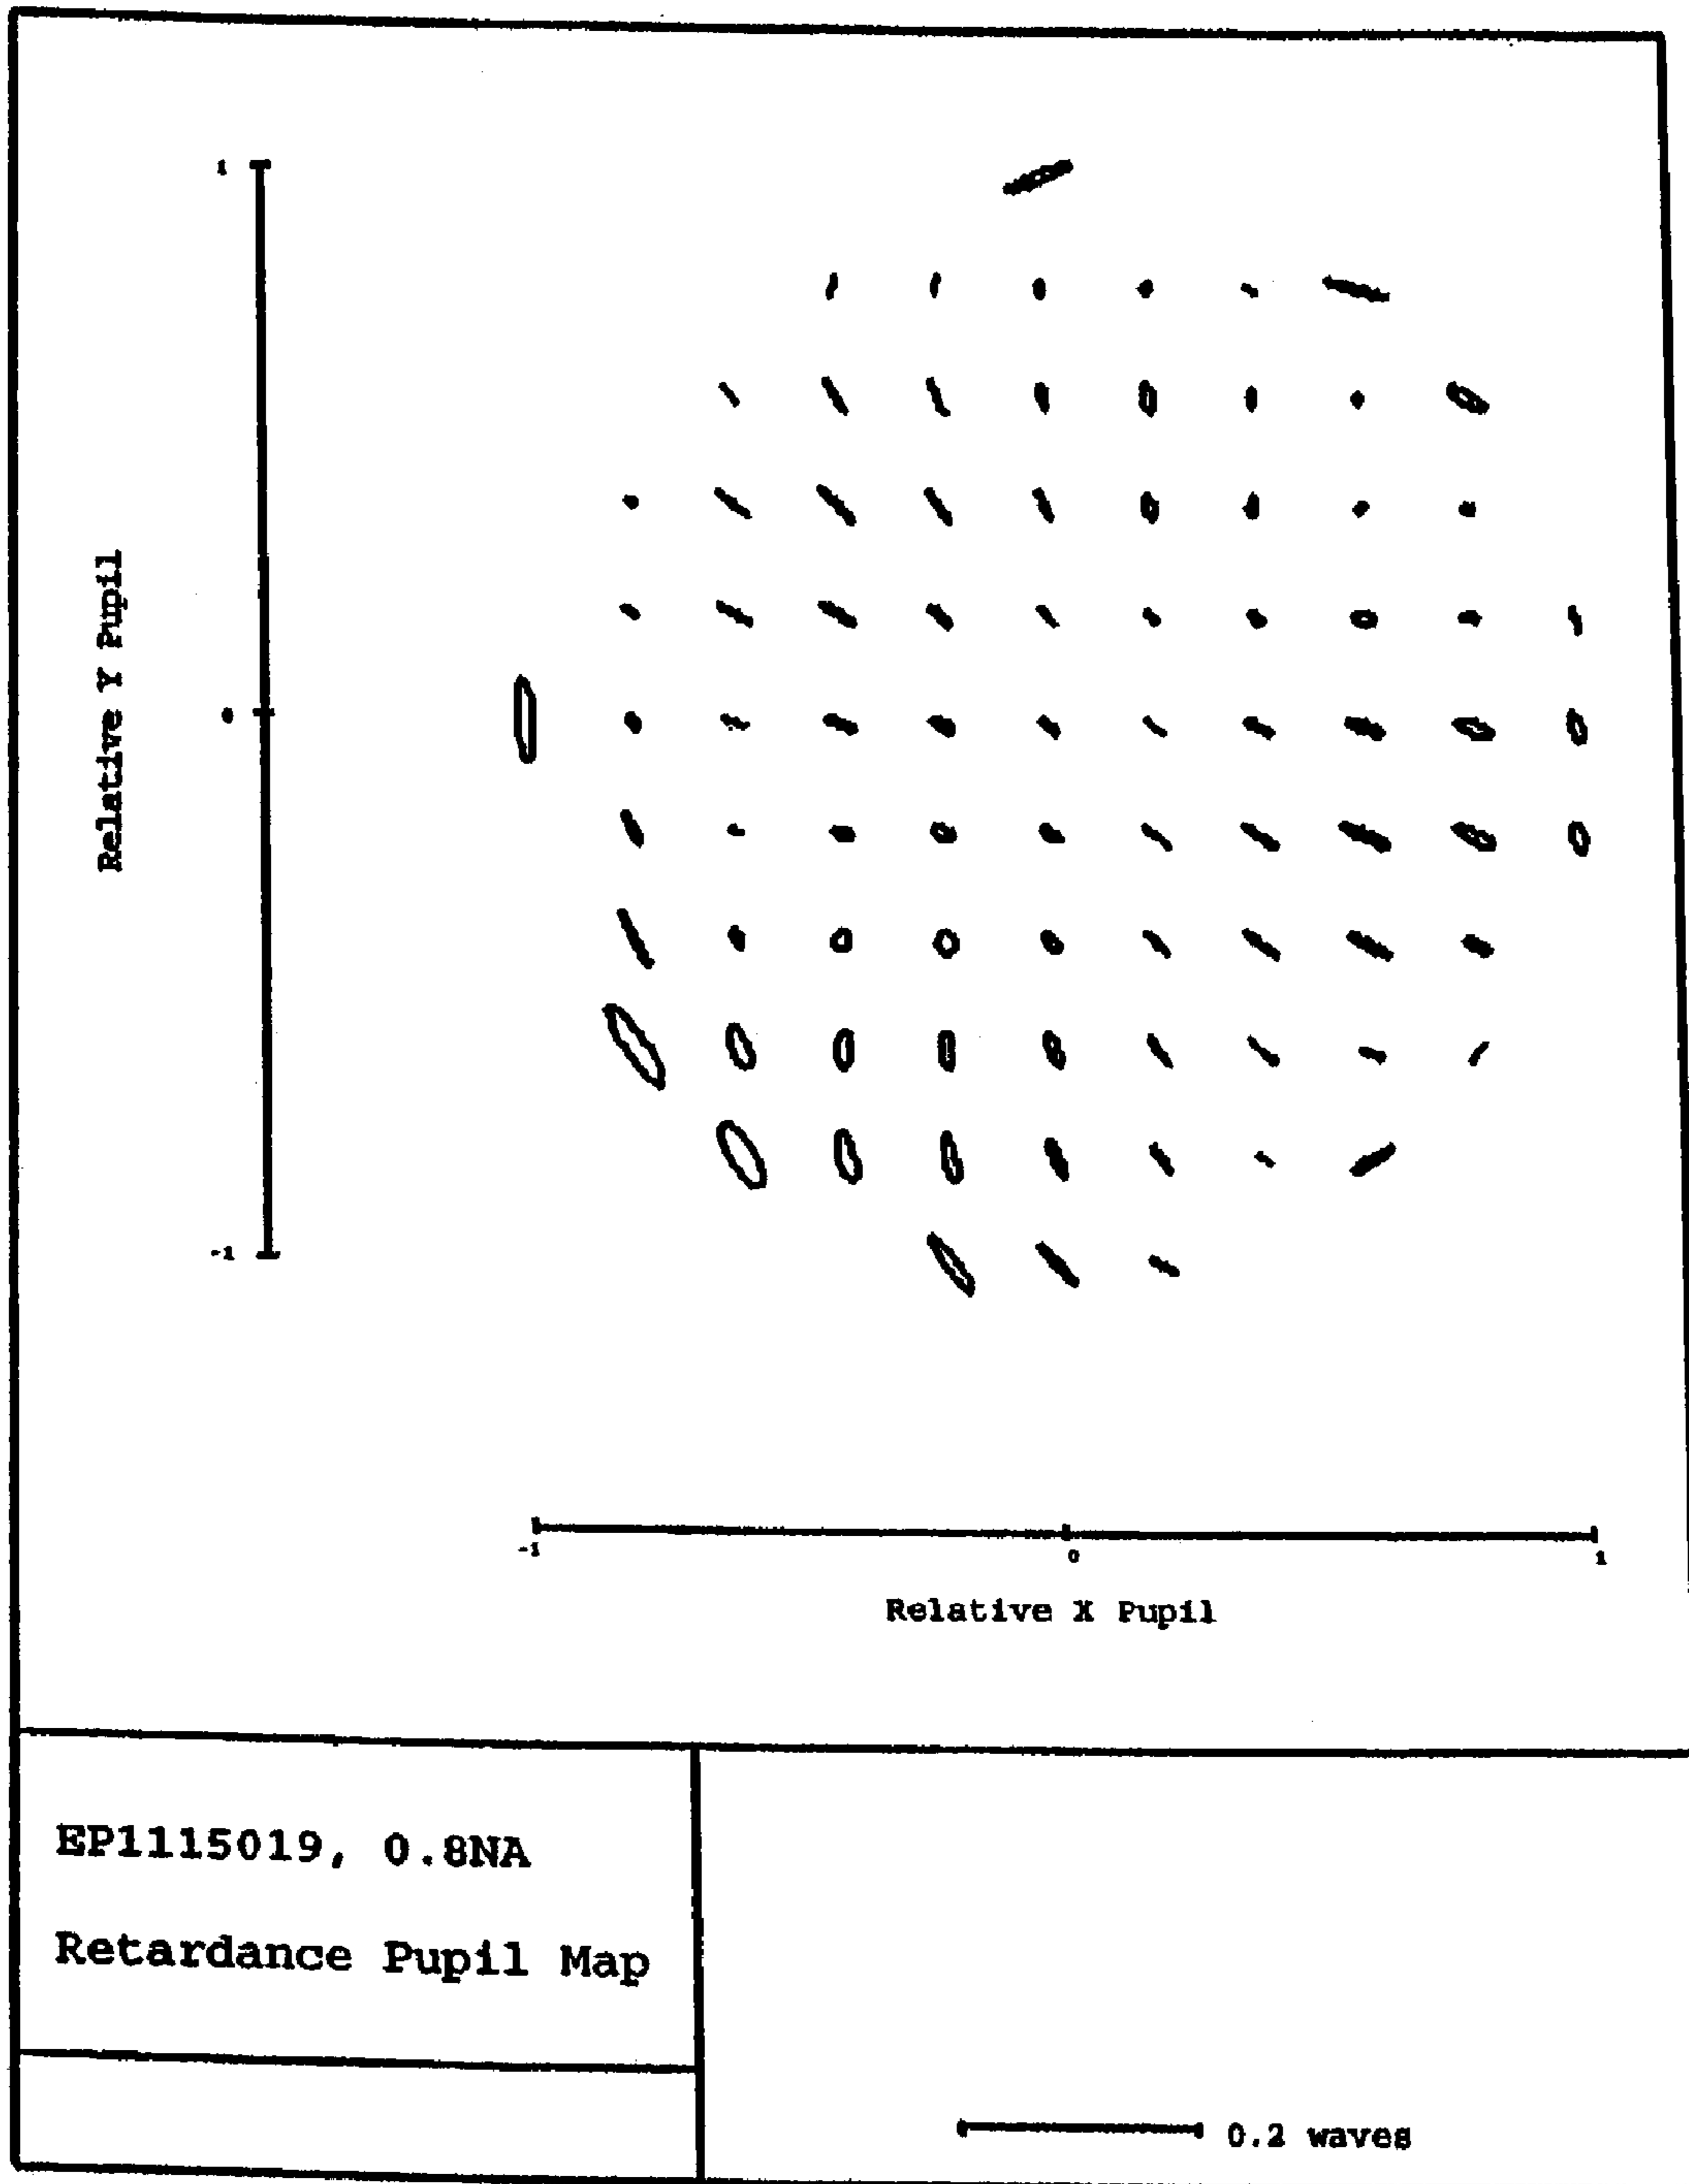 1
Relative Y Pupil
0
-1
-1
0
1
Relative X Pupil
EP1115019, 0.8NA
Retardance Pupil Map
0.2 waves